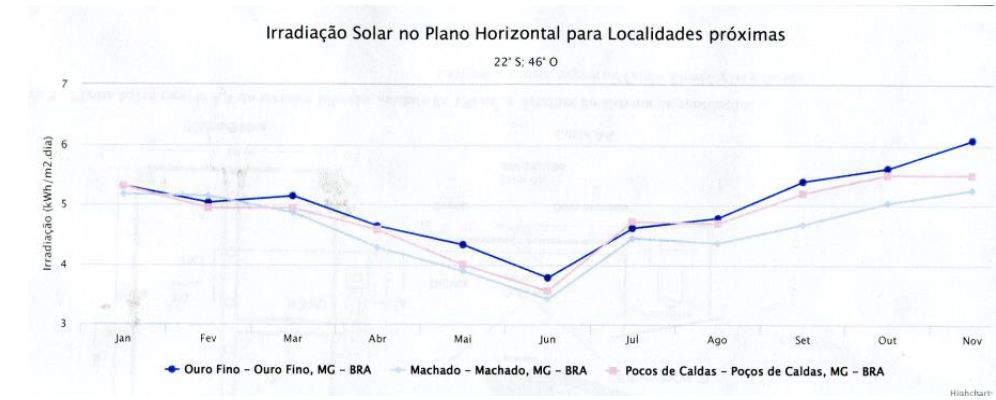 Irradiação Solar no Plano Horizontal para Localidades próximas
22° S; 46° O
Irradiação (kWh/m2.dia)
7
6
5
4
3
Jan Fev Mar Abr Mai Jun Jul Ago Set Out Nov
Ouro Fino - Ouro Fino, MG - BRA Machado - Machado, MG - BRA Pocos de Caldas - Poços de Caldas, MG - BRA